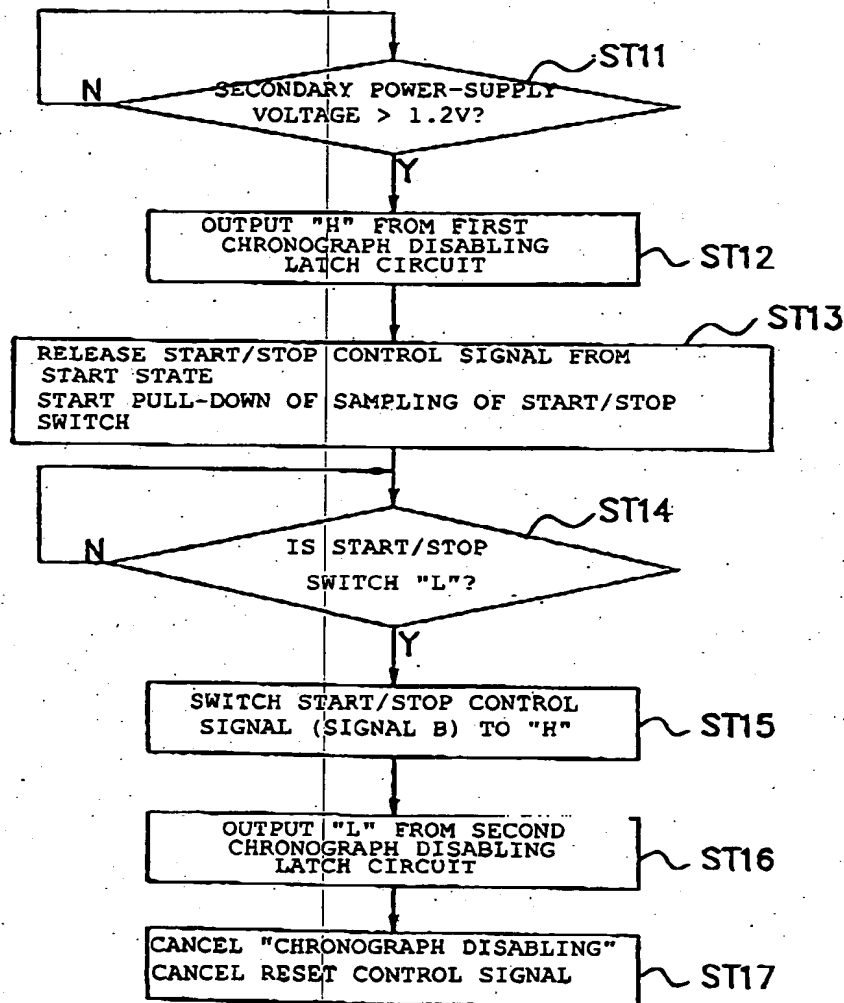 ST11
SECONDARY POWER-SUPPLY
VOLTAGE > 1.2V?
N
Y
OUTPUT "H" FROM FIRST
CHRONOGRAPH DISABLING
LATCH CIRCUIT
ST12
ST13
RELEASE START/STOP CONTROL SIGNAL FROM
START STATE
START PULL-DOWN OF SAMPLING OF START/STOP
SWITCH
ST14
IS START/STOP
SWITCH "L"?
N
Y
SWITCH START/STOP CONTROL
SIGNAL (SIGNAL B) TO "H"
ST15
OUTPUT "L" FROM SECOND
CHRONOGRAPH DISABLING
LATCH CIRCUIT
ST16
CANCEL "CHRONOGRAPH DISABLING"
CANCEL RESET CONTROL SIGNAL
ST17